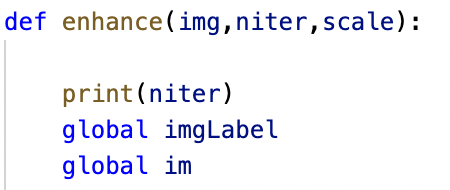 def enhance(img,niter,scale):
    print(niter)
    global imgLabel
    global im